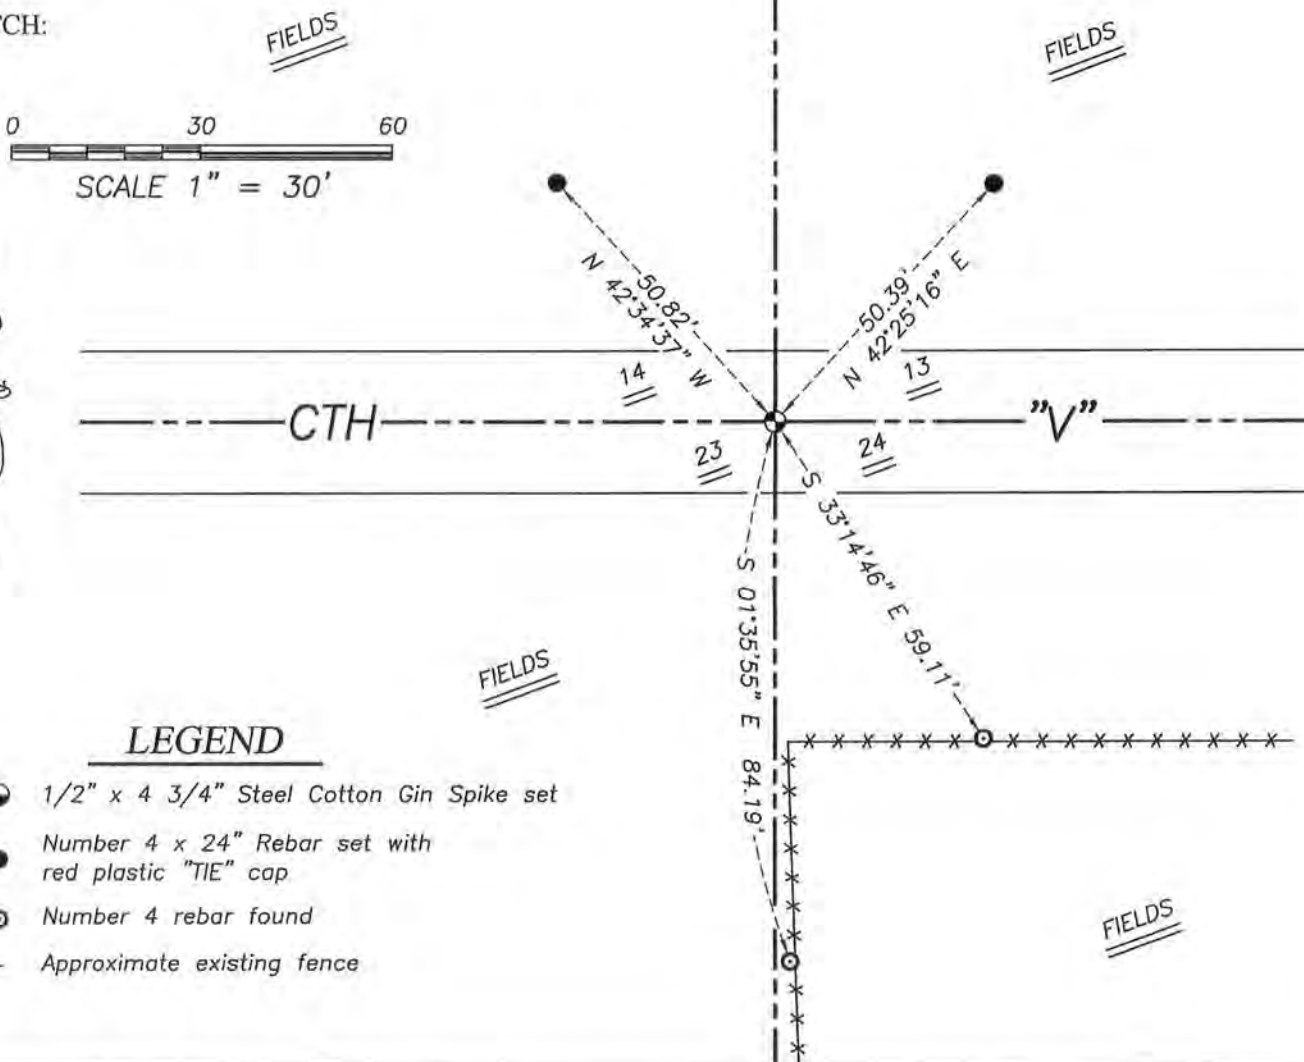 TCH:
FIELDS
FIELDS
0 30 60
SCALE 1" = 30'
50.82'
N 42°34'37" W
50.39'
N 42°25'16" E
14
13
CTH
"V"
23
24
S 33°14'46" E 59.11'
S 01°35'55" E 84.19'
FIELDS
LEGEND
1/2" x 4 3/4" Steel Cotton Gin Spike set
Number 4 x 24" Rebar set with
red plastic "TIE" cap
Number 4 rebar found
Approximate existing fence
FIELDS